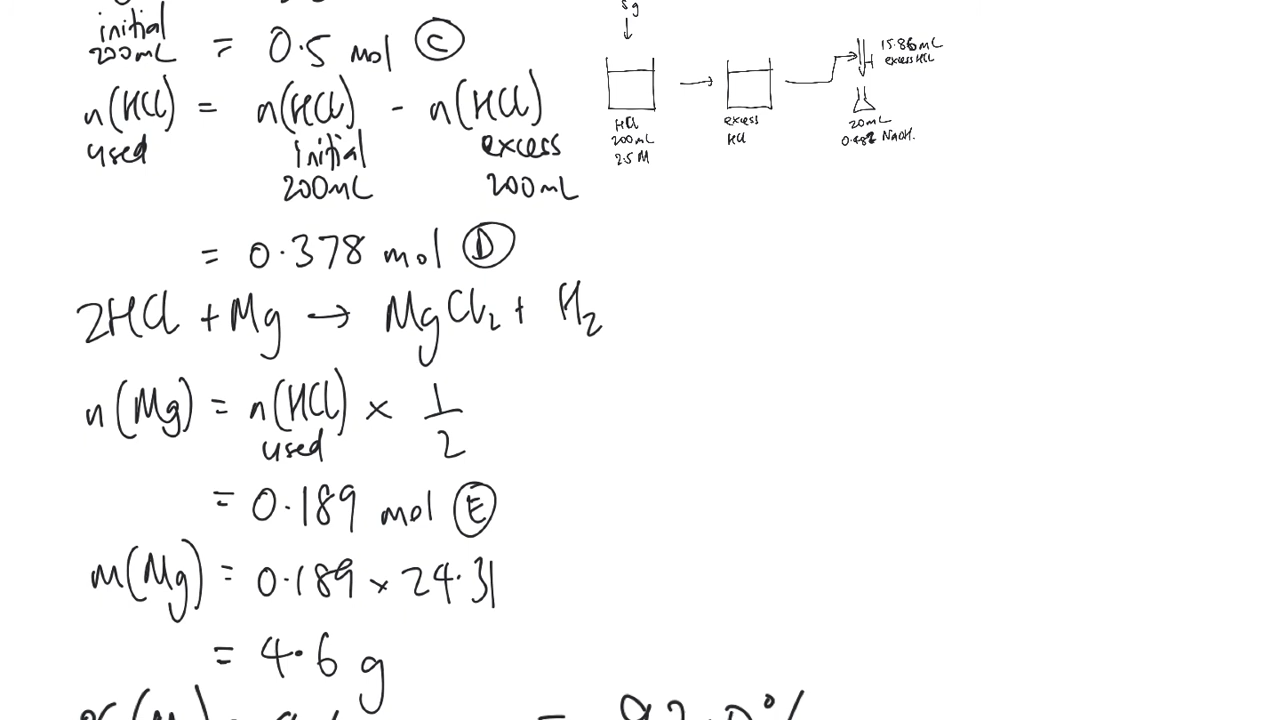 initial
200mL = 0.5 mol C
n(HCl) = n(HCl) - n(HCl)
used initial excess
200mL 200mL
= 0.378 mol D
2HCl + Mg → MgCl2 + H2
n(Mg) = n(HCl) × 1/2
used
= 0.189 mol E
m(Mg) = 0.189 × 24.31
= 4.6 g
5g
HCl
200mL
2.5 M
excess
HCl
15.86mL
excess HCl
20mL
NaOH.